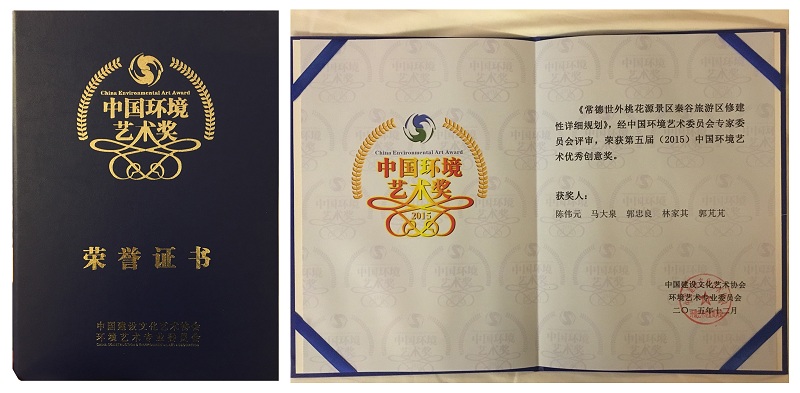 China Environmental Art Award
中国环境
艺术奖
荣誉证书
中国建设文化艺术协会
环境艺术专业委员会
China Environmental Art Award
中国环境
艺术奖
2015
《常德世外桃花源景区秦谷旅游区修建
性详细规划》，经中国环境艺术委员会专家委
员会评审，荣获第五届（2015）中国环境艺
术优秀创意奖。
获奖人：
陈伟元 马大泉 郭忠良 林家其 郭芃芃
中国建设文化艺术协会
环境艺术专业委员会
二〇一五年十二月